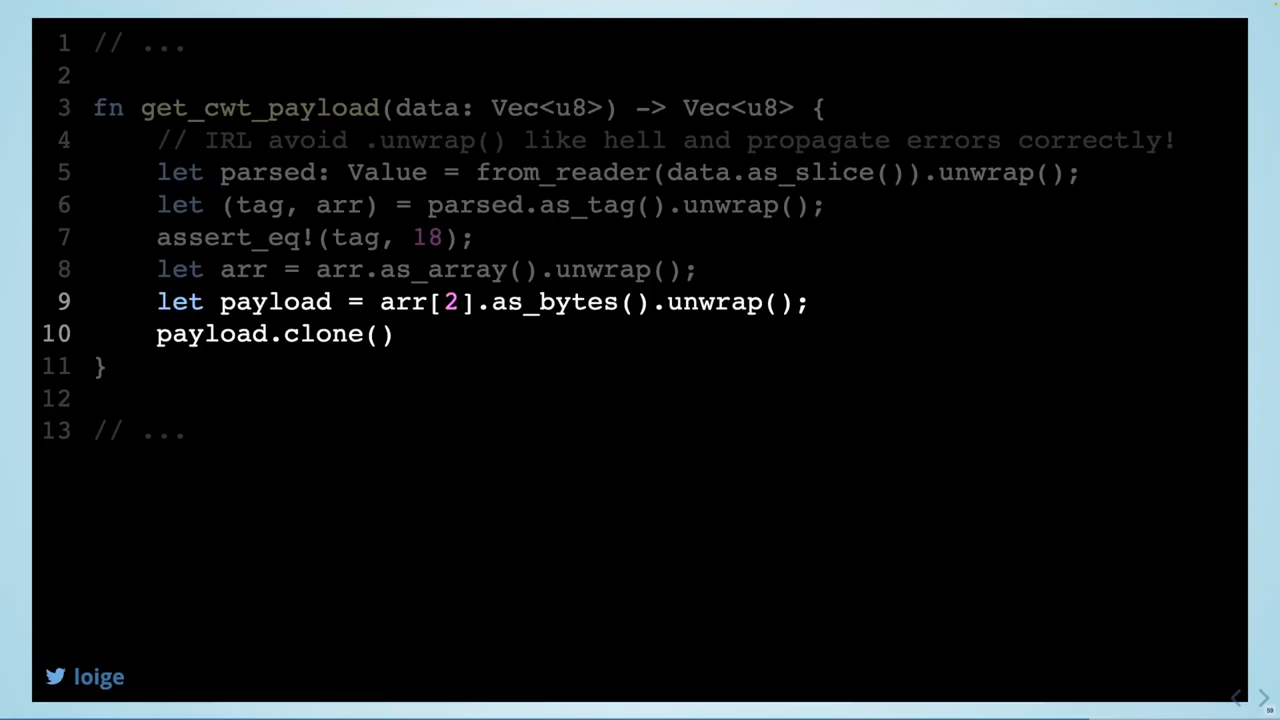 1 // ...
2
3 fn get_cwt_payload(data: Vec<u8>) -> Vec<u8> {
4 // IRL avoid .unwrap() like hell and propagate errors correctly!
5 let parsed: Value = from_reader(data.as_slice()).unwrap();
6 let (tag, arr) = parsed.as_tag().unwrap();
7 assert_eq!(tag, 18);
8 let arr = arr.as_array().unwrap();
9 let payload = arr[2].as_bytes().unwrap();
10 payload.clone()
11 }
12
13 // ...
loige
59